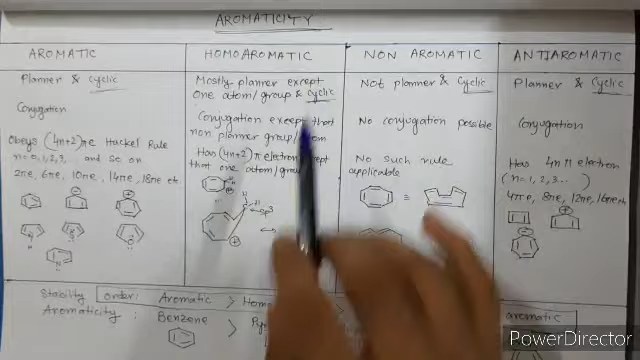 AROMATICITY
AROMATIC
Planner & cyclic
Conjugation
Obeys (4n+2)πe Hackel Rule
n=0,1,2,3,... and so on
2πe, 6πe, 10πe, 14πe, 18πe etc
HOMOAROMATIC
Mostly planner except
one atom/group & cyclic
Conjugation except that
non planner group/atom
Has (4n+2)π electron except
that one atom/group
sp3
NON AROMATIC
Not planner & cyclic
No conjugation possible
No such rule
applicable
≡
ANTIAROMATIC
Planner & cyclic
Conjugation
Has 4nπ electron
(n=1,2,3...)
4πe, 8πe, 12πe, 16πe
Stability order: Aromatic >
Aromaticity: Benzene >
aromatic
PowerDirector